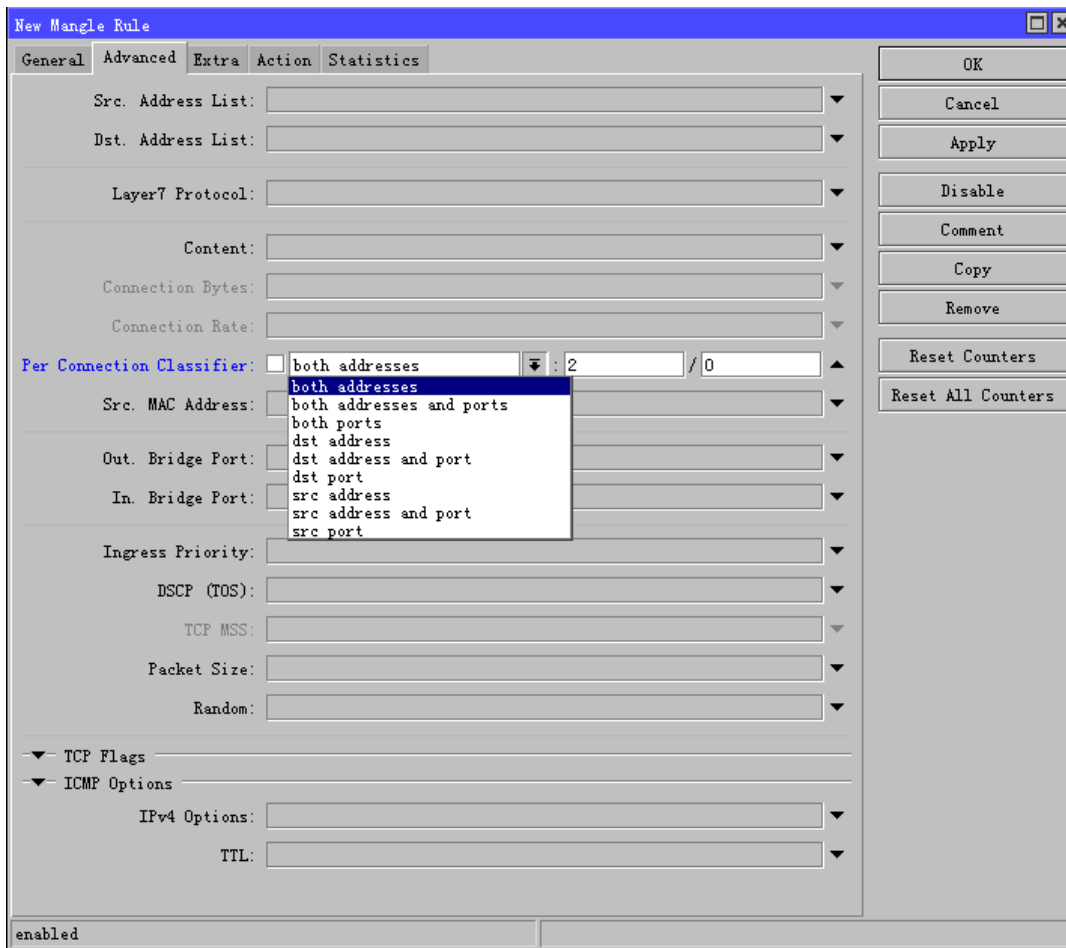 New Mangle Rule
General Advanced Extra Action Statistics
Src. Address List:
Dst. Address List:
Layer7 Protocol:
Content:
Connection Bytes:
Connection Rate:
Per Connection Classifier: both addresses : 2 / 0
both addresses
both addresses and ports
both ports
dst address
dst address and port
dst port
src address
src address and port
src port
Src. MAC Address:
Out. Bridge Port:
In. Bridge Port:
Ingress Priority:
DSCP (TOS):
TCP MSS:
Packet Size:
Random:
TCP Flags
ICMP Options
IPv4 Options:
TTL:
OK
Cancel
Apply
Disable
Comment
Copy
Remove
Reset Counters
Reset All Counters
enabled